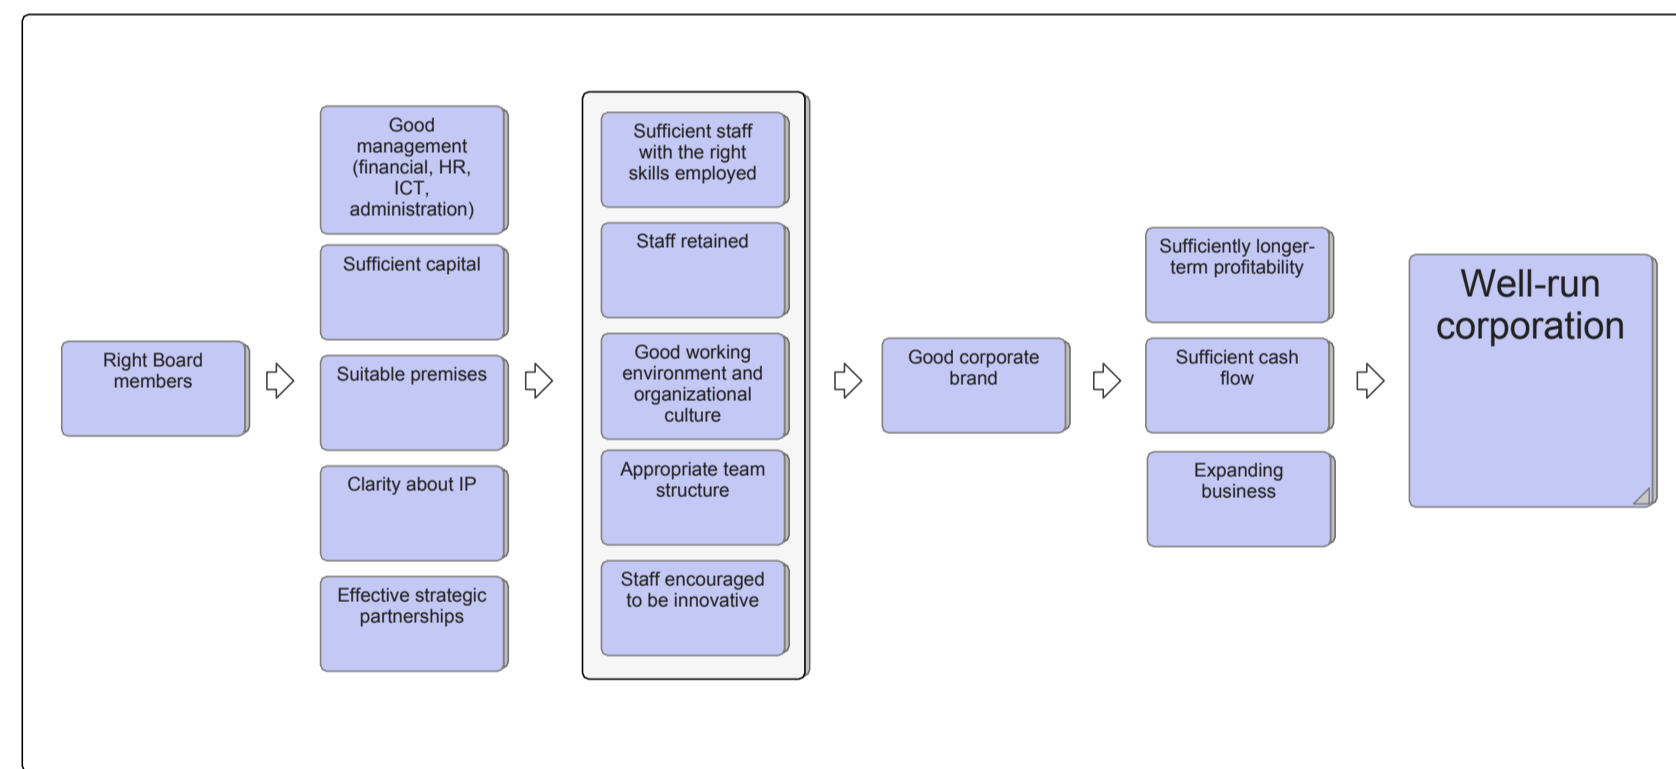 Right Board
members
Good
management
(financial, HR,
ICT,
administration)
Sufficient capital
Suitable premises
Clarity about IP
Effective strategic
partnerships
Sufficient staff
with the right
skills employed
Staff retained
Good working
environment and
organizational
culture
Appropriate team
structure
Staff encouraged
to be innovative
Good corporate
brand
Sufficiently longer-
term profitability
Sufficient cash
flow
Expanding
business
Well-run
corporation